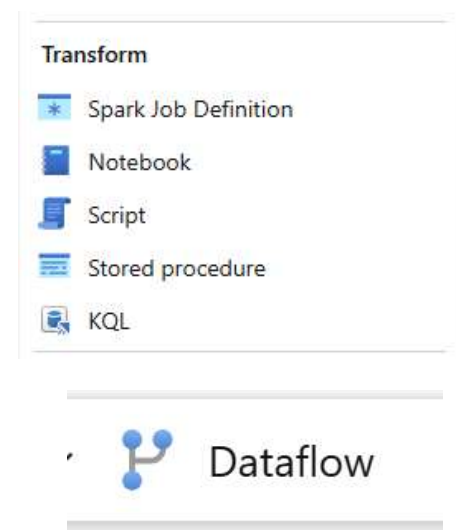 Transform
Spark Job Definition
Notebook
Script
Stored procedure
KQL
Dataflow